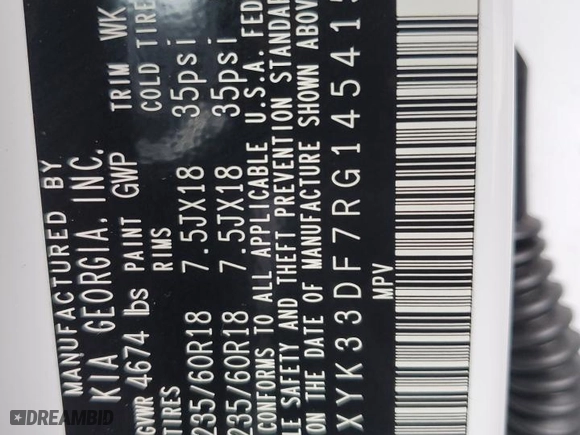 MANUFACTURED BY
KIA GEORGIA, INC.
GVWR 4674 lbs PAINT GWP TRIM WK
TIRES RIMS COLD TIRE
235/60R18 7.5JX18 35psi
235/60R18 7.5JX18 35psi
CONFORMS TO ALL APPLICABLE U.S.A. FED
LE SAFETY AND THEFT PREVENTION STANDAR
ON THE DATE OF MANUFACTURE SHOWN ABOV
XYK33DF7RG14541
MPV
DREAMBID